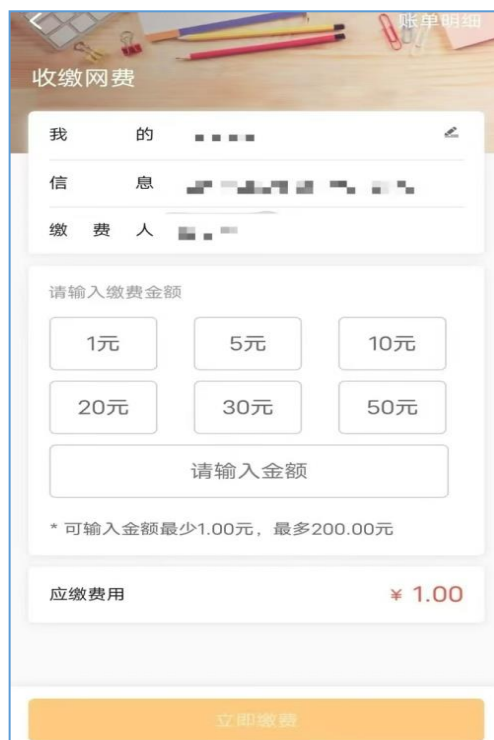 账单明细
收缴网费
我的
信息
缴费人
请输入缴费金额
1元 5元 10元
20元 30元 50元
请输入金额
* 可输入金额最少1.00元，最多200.00元
应缴费用 ¥ 1.00
立即缴费